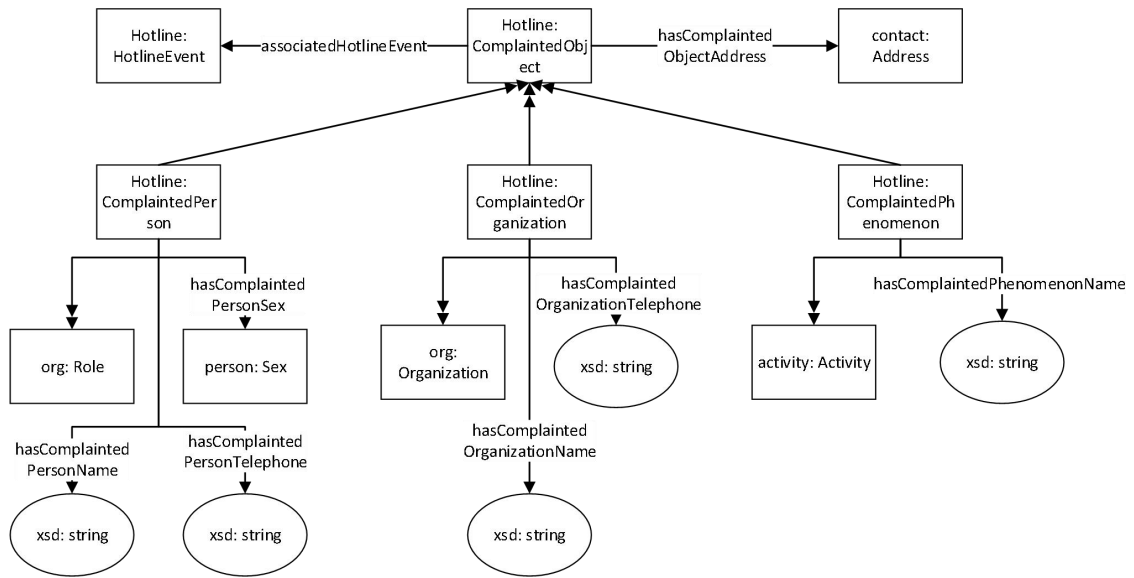 Hotline:
HotlineEvent
associatedHotlineEvent
Hotline:
ComplaintedObj
ect
hasComplainted
ObjectAddress
contact:
Address
Hotline:
ComplaintedPer
son
Hotline:
ComplaintedOr
ganization
Hotline:
ComplaintedPh
enomenon
hasComplainted
PersonSex
hasComplainted
OrganizationTelephone
hasComplaintedPhenomenonName
org: Role
person: Sex
org:
Organization
xsd: string
activity: Activity
xsd: string
hasComplainted
PersonName
hasComplainted
PersonTelephone
hasComplainted
OrganizationName
xsd: string
xsd: string
xsd: string